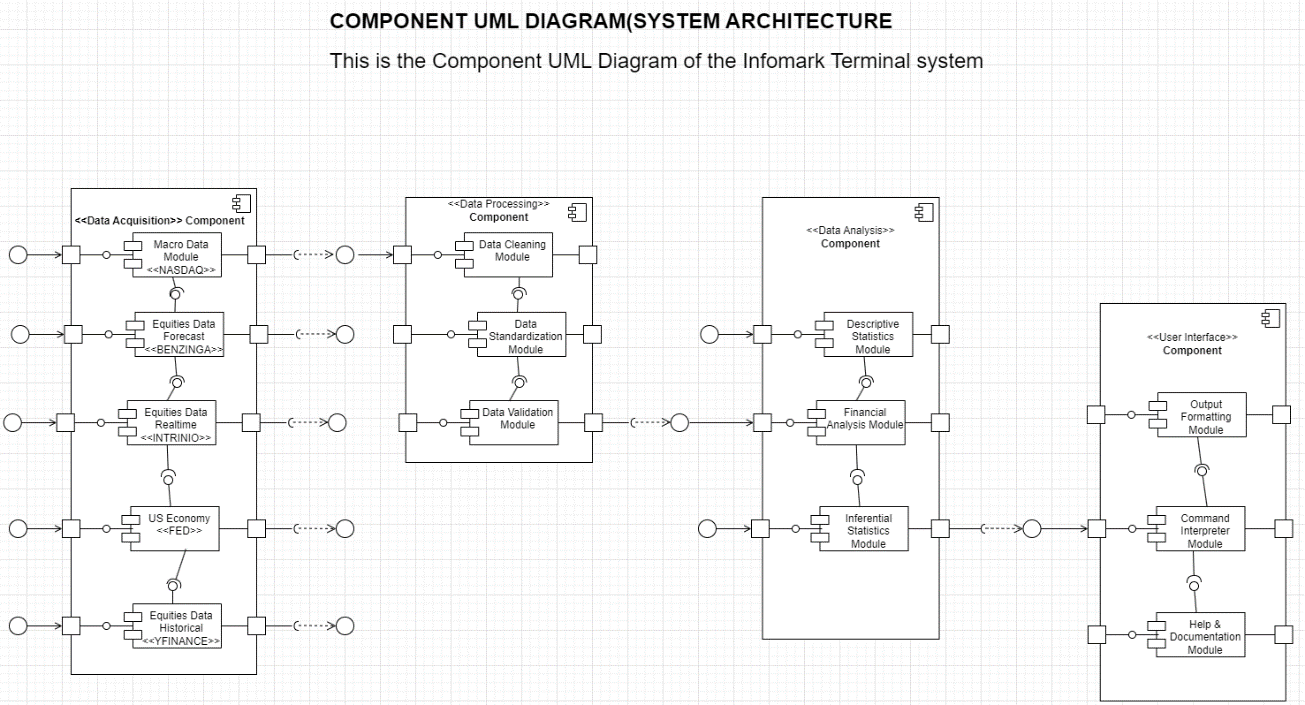 COMPONENT UML DIAGRAM(SYSTEM ARCHITECTURE
This is the Component UML Diagram of the Infomark Terminal system
<<Data Acquisition>> Component
Macro Data
Module
<<NASDAQ>>
Equities Data
Forecast
<<BENZINGA>>
Equities Data
Realtime
<<INTRINIO>>
US Economy
<<FED>>
Equities Data
Historical
<<YFINANCE>>
<<Data Processing>>
Component
Data Cleaning
Module
Data
Standardization
Module
Data Validation
Module
<<Data Analysis>>
Component
Descriptive
Statistics
Module
Financial
Analysis Module
Inferential
Statistics
Module
<<User Interface>>
Component
Output
Formatting
Module
Command
Interpreter
Module
Help &
Documentation
Module